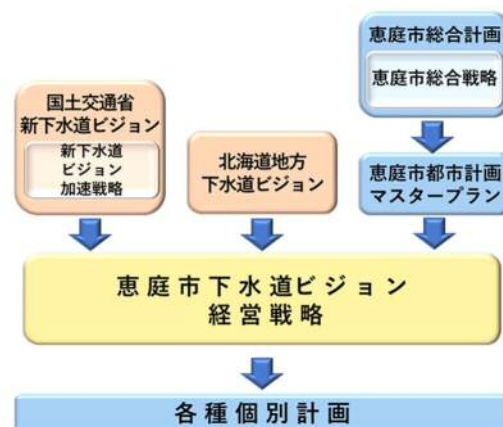 国土交通省
新下水道ビジョン
新下水道
ビジョン
加速戦略
北海道地方
下水道ビジョン
恵庭市総合計画
恵庭市総合戦略
恵庭市都市計画
マスタープラン
恵庭市下水道ビジョン
経営戦略
各種個別計画